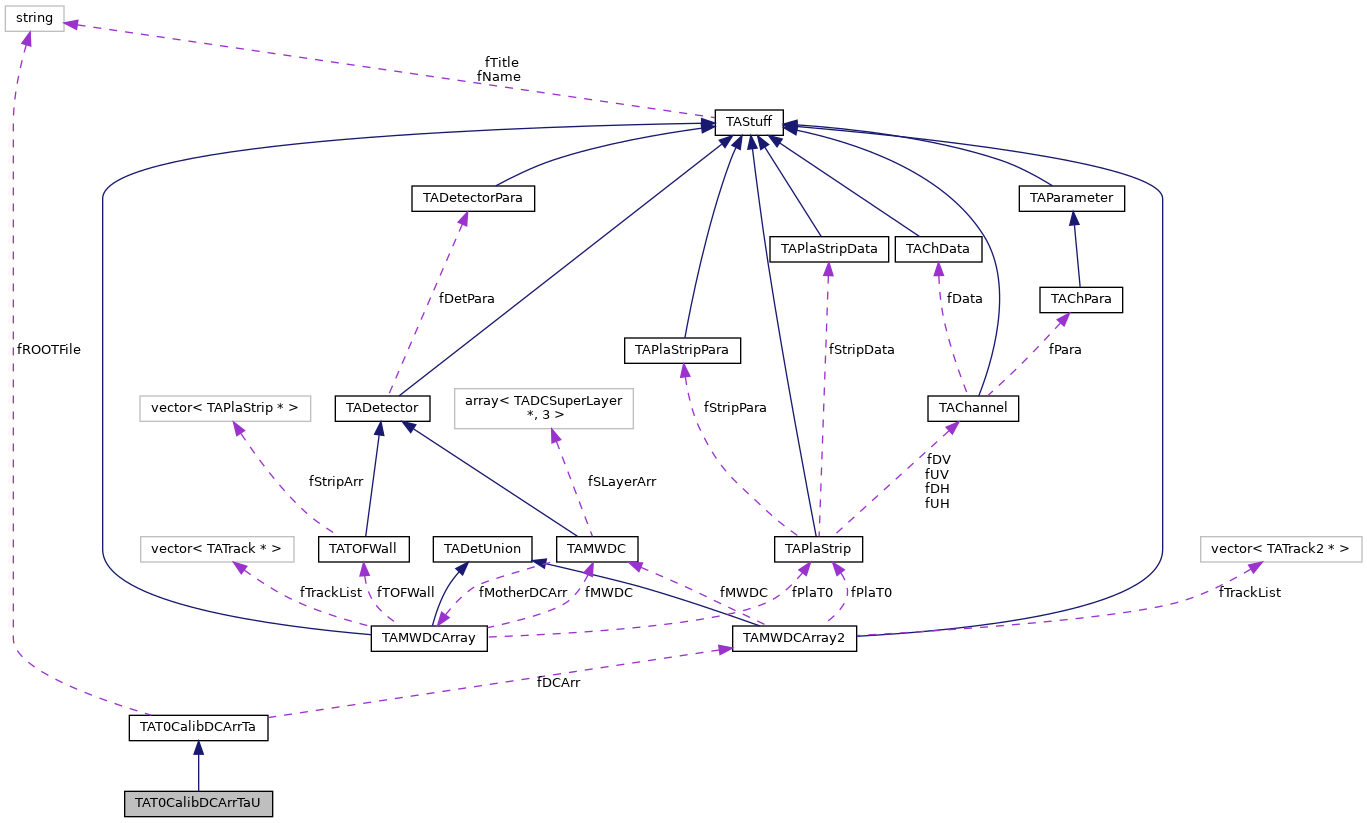 string
fTitle
fName
TAStuff
TADetectorPara
TAParameter
TAPlaStripData
TAChData
fDetPara
fData
TAChPara
fROOTFile
TAPlaStripPara
fStripData
fPara
vector< TAPlaStrip * >
TADetector
array< TADCSuperLayer
*, 3 >
fStripPara
TAChannel
fStripArr
fSLayerArr
fDV
fUV
fDH
fUH
vector< TATrack * >
TATOFWall
TADetUnion
TAMWDC
TAPlaStrip
vector< TATrack2 * >
fTrackList
fTOFWall
fMotherDCArr
fMWDC
fMWDC
fPlaT0
fPlaT0
fTrackList
TAMWDCArray
TAMWDCArray2
fDCArr
TAT0CalibDCArrTa
TAT0CalibDCArrTaU